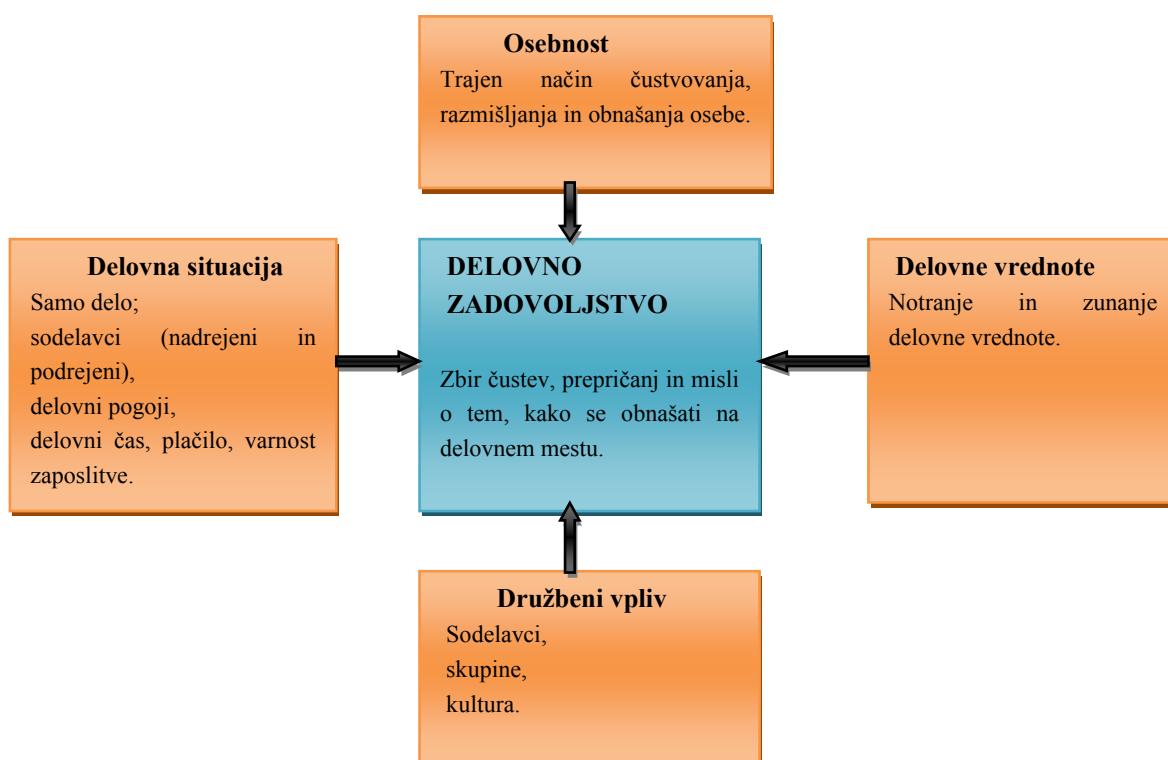 Osebnost
Trajen način čustvovanja,
razmišljanja in obnašanja osebe.
Delovna situacija
Samo delo;
sodelavci (nadrejeni in
podrejeni),
delovni pogoji,
delovni čas, plačilo, varnost
zaposlitve.
DELOVNO
ZADOVOLJSTVO
Zbir čustev, prepričanj in misli
o tem, kako se obnašati na
delovnem mestu.
Delovne vrednote
Notranje in zunanje
delovne vrednote.
Družbeni vpliv
Sodelavci,
skupine,
kultura.